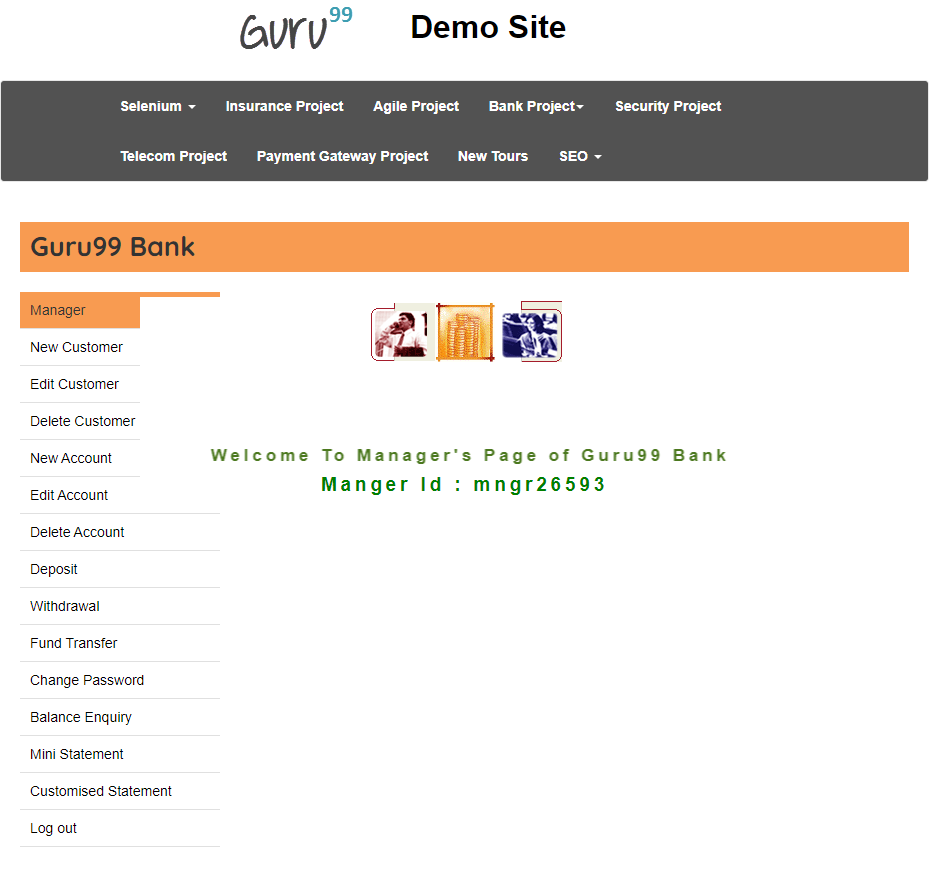 Guru99 Demo Site
Selenium Insurance Project Agile Project Bank Project Security Project
Telecom Project Payment Gateway Project New Tours SEO
Guru99 Bank
Manager
New Customer
Edit Customer
Delete Customer
New Account
Edit Account
Delete Account
Deposit
Withdrawal
Fund Transfer
Change Password
Balance Enquiry
Mini Statement
Customised Statement
Log out
Welcome To Manager's Page of Guru99 Bank
Manger Id : mngr26593